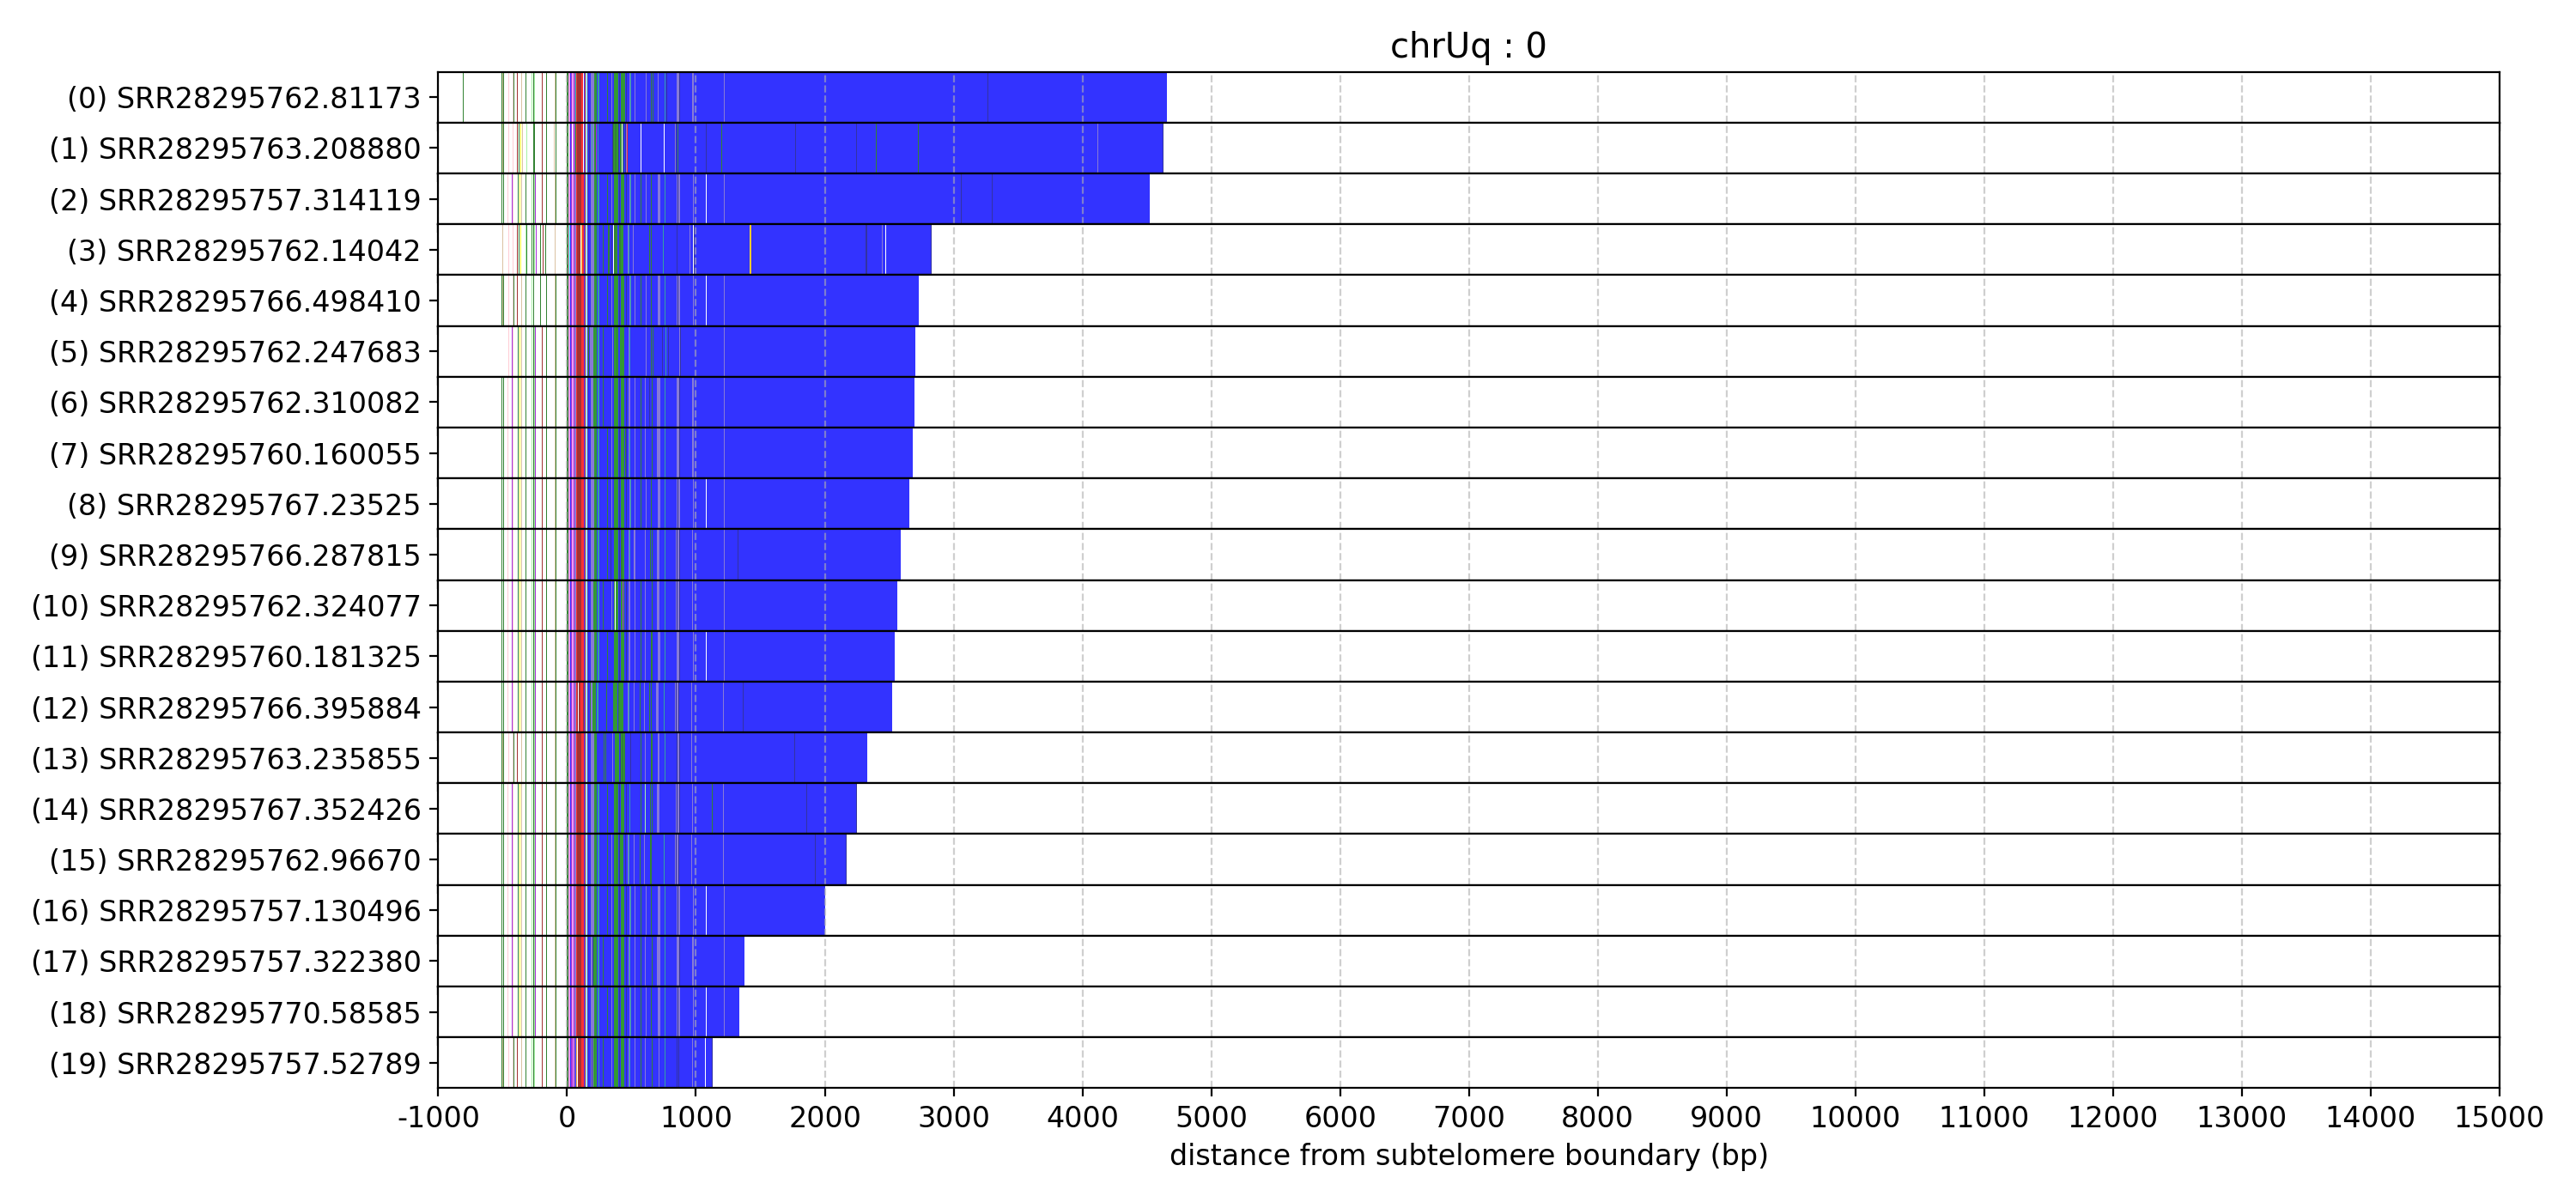 chrUq : 0
(0) SRR28295762.81173
(1) SRR28295763.208880
(2) SRR28295757.314119
(3) SRR28295762.14042
(4) SRR28295766.498410
(5) SRR28295762.247683
(6) SRR28295762.310082
(7) SRR28295760.160055
(8) SRR28295767.23525
(9) SRR28295766.287815
(10) SRR28295762.324077
(11) SRR28295760.181325
(12) SRR28295766.395884
(13) SRR28295763.235855
(14) SRR28295767.352426
(15) SRR28295762.96670
(16) SRR28295757.130496
(17) SRR28295757.322380
(18) SRR28295770.58585
(19) SRR28295757.52789
-1000 0 1000 2000 3000 4000 5000 6000 7000 8000 9000 10000 11000 12000 13000 14000 15000
distance from subtelomere boundary (bp)